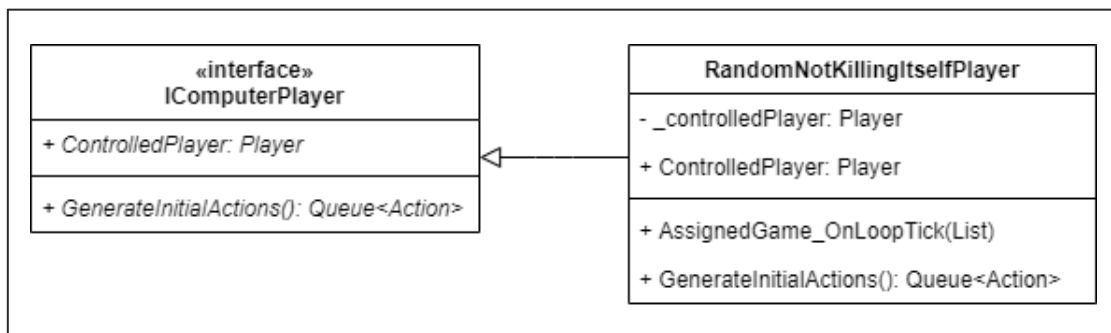 «interface»
IComputerPlayer
+ ControlledPlayer: Player
+ GenerateInitialActions(): Queue<Action>
RandomNotKillingItselfPlayer
- _controlledPlayer: Player
+ ControlledPlayer: Player
+ AssignedGame_OnLoopTick(List)
+ GenerateInitialActions(): Queue<Action>